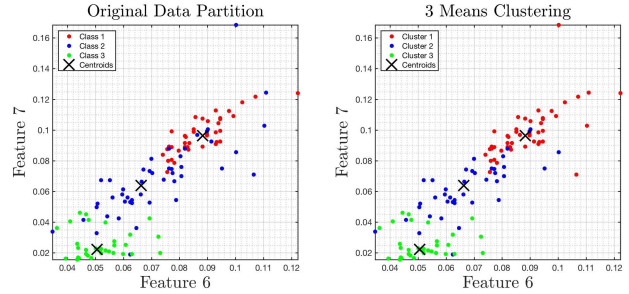 Original Data Partition
Class 1
Class 2
Class 3
Centroids
0.16
0.14
0.12
0.1
0.08
0.06
0.04
0.02
Feature 7
0.04 0.05 0.06 0.07 0.08 0.09 0.1 0.11 0.12
Feature 6
3 Means Clustering
Cluster 1
Cluster 2
Cluster 3
Centroids
0.16
0.14
0.12
0.1
0.08
0.06
0.04
0.02
Feature 7
0.04 0.05 0.06 0.07 0.08 0.09 0.1 0.11 0.12
Feature 6